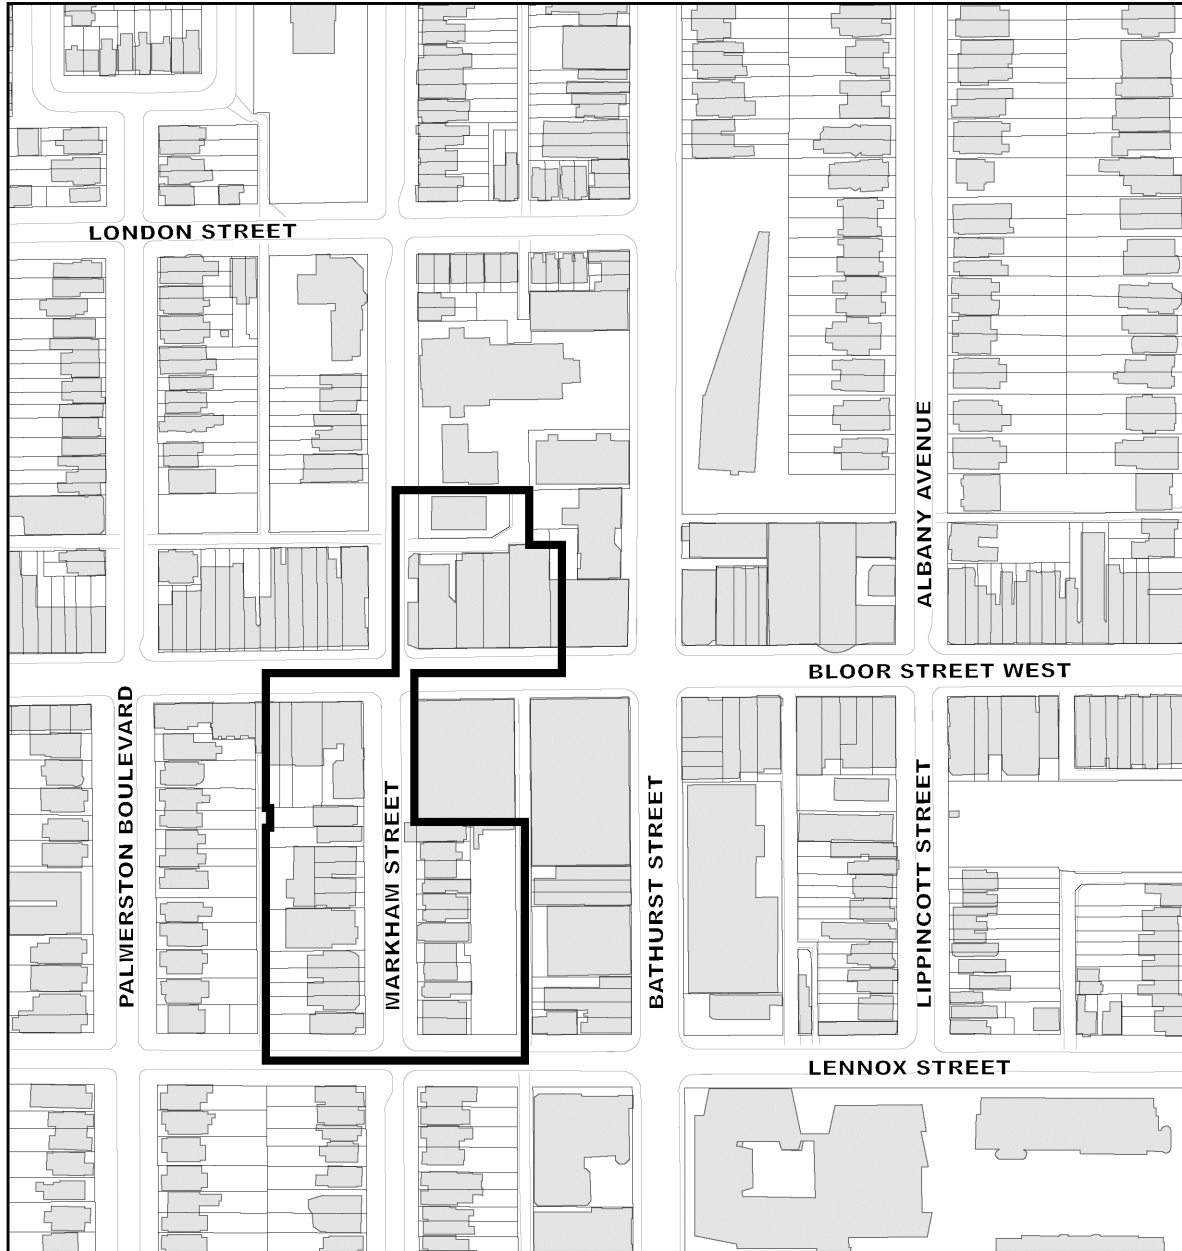 LONDON STREET
ALBANY AVENUE
BLOOR STREET WEST
PALMERSTON BOULEVARD
MARKHAM STREET
BATHURST STREET
LIPPINCOTT STREET
LENNOX STREET